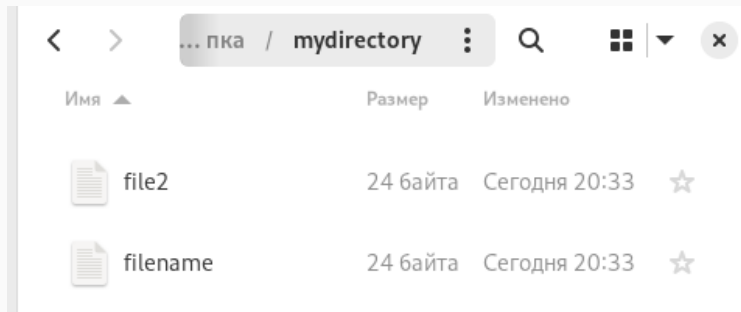 ... пка / mydirectory
Имя Размер Изменено
file2 24 байта Сегодня 20:33
filename 24 байта Сегодня 20:33